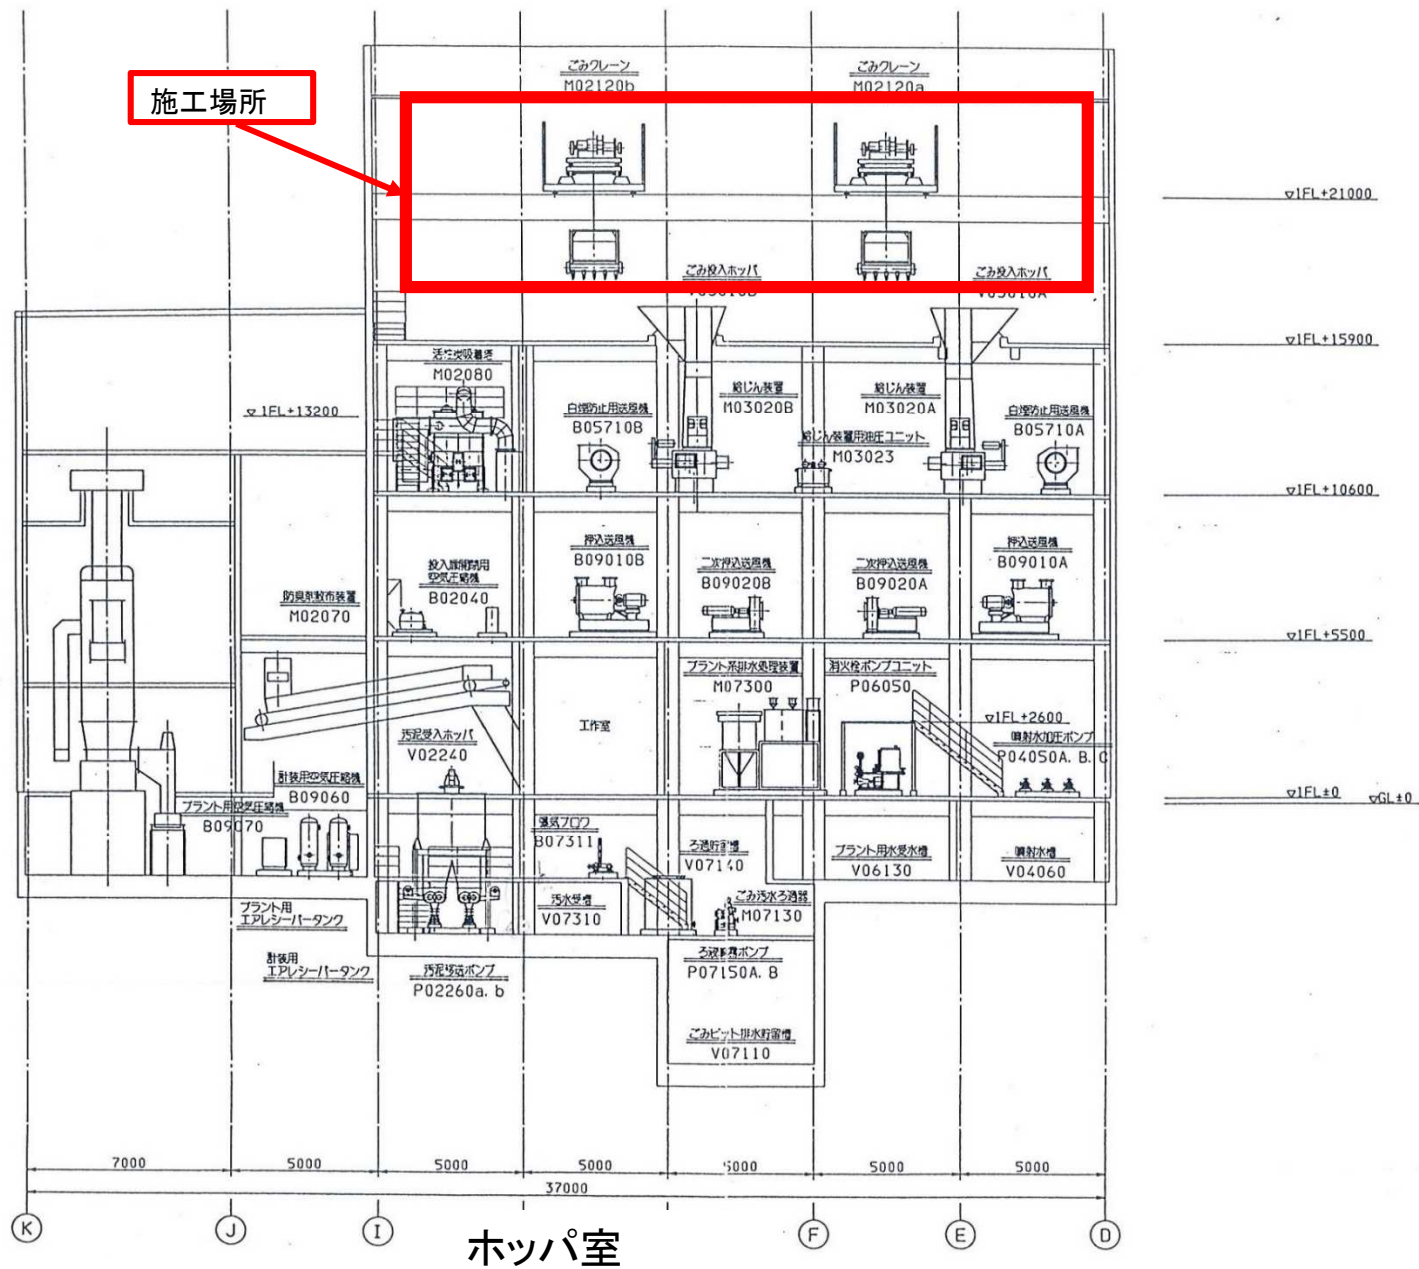 施工場所
ごみクレーン
M02120b
ごみクレーン
M02120a
▽1FL+21000
ごみ投入ホッパ
V03010B
ごみ投入ホッパ
V03010A
▽1FL+15900
活性炭吸着塔
M02080
▽1FL+13200
白煙防止用送風機
B05710B
給じん装置
M03020B
給じん装置
M03020A
給じん装置用油圧ユニット
M03023
白煙防止用送風機
B05710A
▽1FL+10600
防臭剤散布装置
M02070
投入扉開閉用
空気圧縮機
B02040
押込送風機
B09010B
二次押込送風機
B09020B
二次押込送風機
B09020A
押込送風機
B09010A
▽1FL+5500
汚泥受入ホッパ
V02240
工作室
プラント系排水処理装置
M07300
消火栓ポンプユニット
P06050
▽1FL+2600
噴射水加圧ポンプ
P04050A.B.C
計装用空気圧縮機
B09060
プラント用空気圧縮機
B09070
▽1FL±0
▽GL±0
曝気ブロワ
B07311
汚水受槽
V07310
ろ過貯留槽
V07140
ごみ汚水ろ過器
M07130
プラント用水受水槽
V06130
噴射水槽
V04060
プラント用
エアレシーバータンク
計装用
エアレシーバータンク
汚泥移送ポンプ
P02260a.b
ろ液噴霧ポンプ
P07150A.B
ごみピット排水貯留槽
V07110
7000
5000
5000
5000
5000
5000
5000
37000
K
J
I
F
E
D
ホッパ室